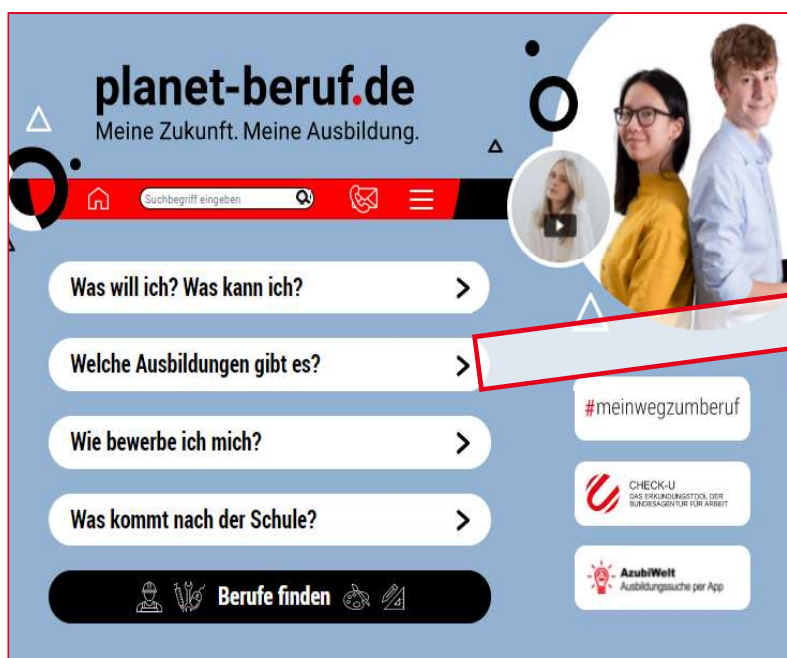 planet-beruf.de
Meine Zukunft. Meine Ausbildung.
Suchbegriff eingeben
Was will ich? Was kann ich?
Welche Ausbildungen gibt es?
Wie bewerbe ich mich?
Was kommt nach der Schule?
Berufe finden
#meinwegzumberuf
CHECK-U
DAS ERKUNDUNGSTOOL DER
BUNDESAGENTUR FÜR ARBEIT
AzubiWelt
Ausbildungssuche per App